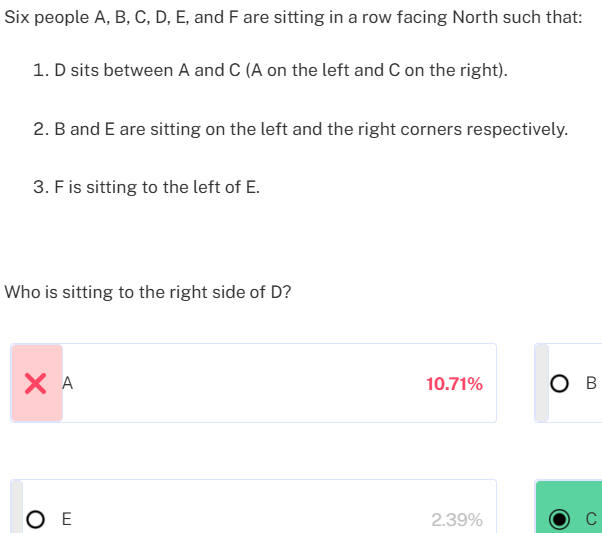 Six people A, B, C, D, E, and F are sitting in a row facing North such that:
1. D sits between A and C (A on the left and C on the right).
2. B and E are sitting on the left and the right corners respectively.
3. F is sitting to the left of E.
Who is sitting to the right side of D?
A 10.71% B
E 2.39% C